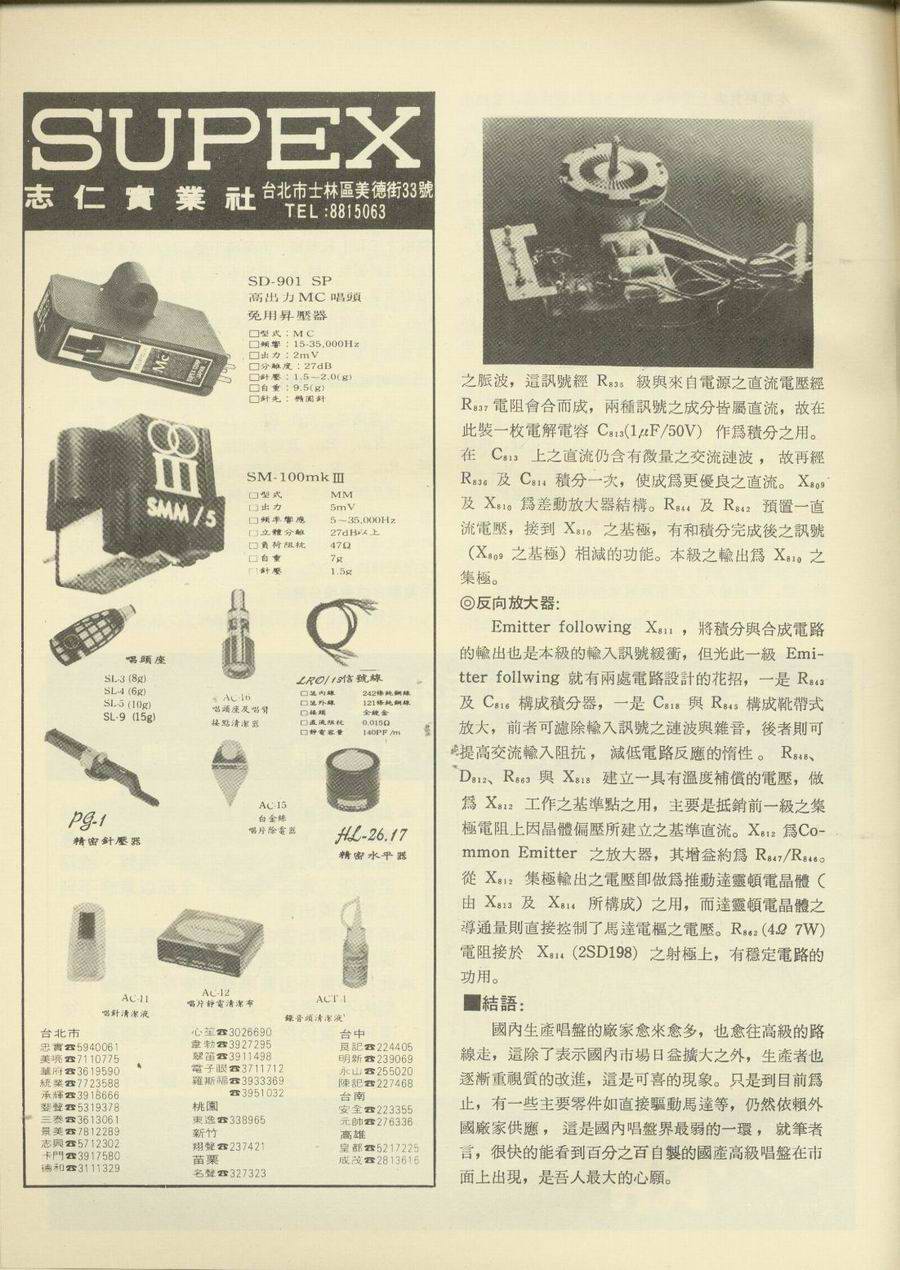 SUPEX
志仁實業社
台北市士林區美德街33號
TEL:8815063
SD-901 SP
高出力MC唱頭
免用昇壓器
□型式：MC
□頻響：15-35,000Hz
□出力：2mV
□分離度：27dB
□針壓：1.5－2.0(g)
□自重：9.5(g)
□針先：橢圓針
SMM/5
SM-100mkⅢ
□型式 MM
□出力 5mV
□頻率響應 5～35,000Hz
□立體分離 27dB以上
□負荷阻抗 47Ω
□自重 7g
□針壓 1.5g
唱頭座
SL-3 (8g)
SL-4 (6g)
SL-5 (10g)
SL-9 (15g)
AC-16
唱頭座及唱臂
接點清潔器
LRO/15信號線
□芯內線 242條純銅線
□芯外線 121條純銅線
□接頭 全鍍金
□直流阻抗 0.015Ω
□靜電容量 140PF/m
PG-1
精密針壓器
AC-15
白金絲
唱片除電器
HL-26.17
精密水平器
AC-11
唱針清潔液
AC-12
唱片靜電清潔布
ACT-1
錄音頭清潔液
台北市
忠實☎5940061
美鳴☎7110775
華府☎3619590
統業☎7723588
承輝☎3918666
斐聲☎5319378
三泰☎3613061
景美☎7812289
志興☎5712302
卡門☎3917580
德和☎3111329
心笙☎3026690
韋勃☎3927295
翠笛☎3911498
電子眼☎3711712
羅斯福☎3933369
☎3951032
桃園
東逸☎338965
新竹
翔聲☎237421
苗栗
名聲☎327323
台中
良記☎224405
明新☎239069
永山☎255020
陳記☎227468
台南
安全☎223355
元帥☎276336
高雄
皇都☎5217225
成茂☎2813616
之脈波，這訊號經 R835 級與來自電源之直流電壓經
R837電阻會合而成，兩種訊號之成分皆屬直流，故在
此裝一枚電解電容 C813(1μF/50V) 作爲積分之用。
在 C813 上之直流仍含有微量之交流漣波，故再經
R836 及 C814 積分一次，使成爲更優良之直流。X809
及 X810 爲差動放大器結構。R844 及 R842 預置一直
流電壓，接到 X810 之基極，有和積分完成後之訊號
（X809 之基極）相減的功能。本級之輸出爲 X810 之
集極。
◎反向放大器：
Emitter following X811，將積分與合成電路
的輸出也是本級的輸入訊號緩衝，但光此一級 Emi-
tter follwing 就有兩處電路設計的花招，一是 R843
及 C816 構成積分器，一是 C818 與 R845 構成靴帶式
放大，前者可濾除輸入訊號之漣波與雜音，後者則可
提高交流輸入阻抗，減低電路反應的惰性。R848、
D812、R863 與 X818 建立一具有溫度補償的電壓，做
爲 X812 工作之基準點之用，主要是抵銷前一級之集
極電阻上因晶體偏壓所建立之基準直流。X812 爲Co-
mmon Emitter 之放大器，其增益約爲 R847/R846。
從 X812 集極輸出之電壓卽做爲推動達靈頓電晶體（
由 X813 及 X814 所構成）之用，而達靈頓電晶體之
導通量則直接控制了馬達電樞之電壓。R862 (4Ω 7W)
電阻接於 X814 (2SD198) 之射極上，有穩定電路的
功用。
■結語：
國內生產唱盤的廠家愈來愈多，也愈往高級的路
線走，這除了表示國內市場日益擴大之外，生產者也
逐漸重視質的改進，這是可喜的現象。只是到目前爲
止，有一些主要零件如直接驅動馬達等，仍然依賴外
國廠家供應，這是國內唱盤界最弱的一環，就筆者
言，很快的能看到百分之百自製的國產高級唱盤在市
面上出現，是吾人最大的心願。